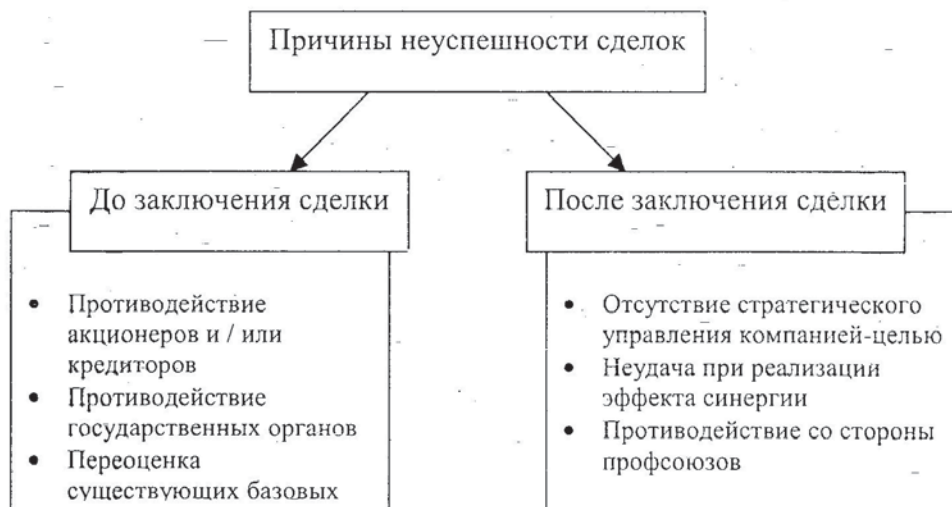 Причины неуспешности сделок
До заключения сделки
• Противодействие
акционеров и / или
кредиторов
• Противодействие
государственных органов
• Переоценка
существующих базовых
После заключения сделки
• Отсутствие стратегического
управления компанией-целью
• Неудача при реализации
эффекта синергии
• Противодействие со стороны
профсоюзов